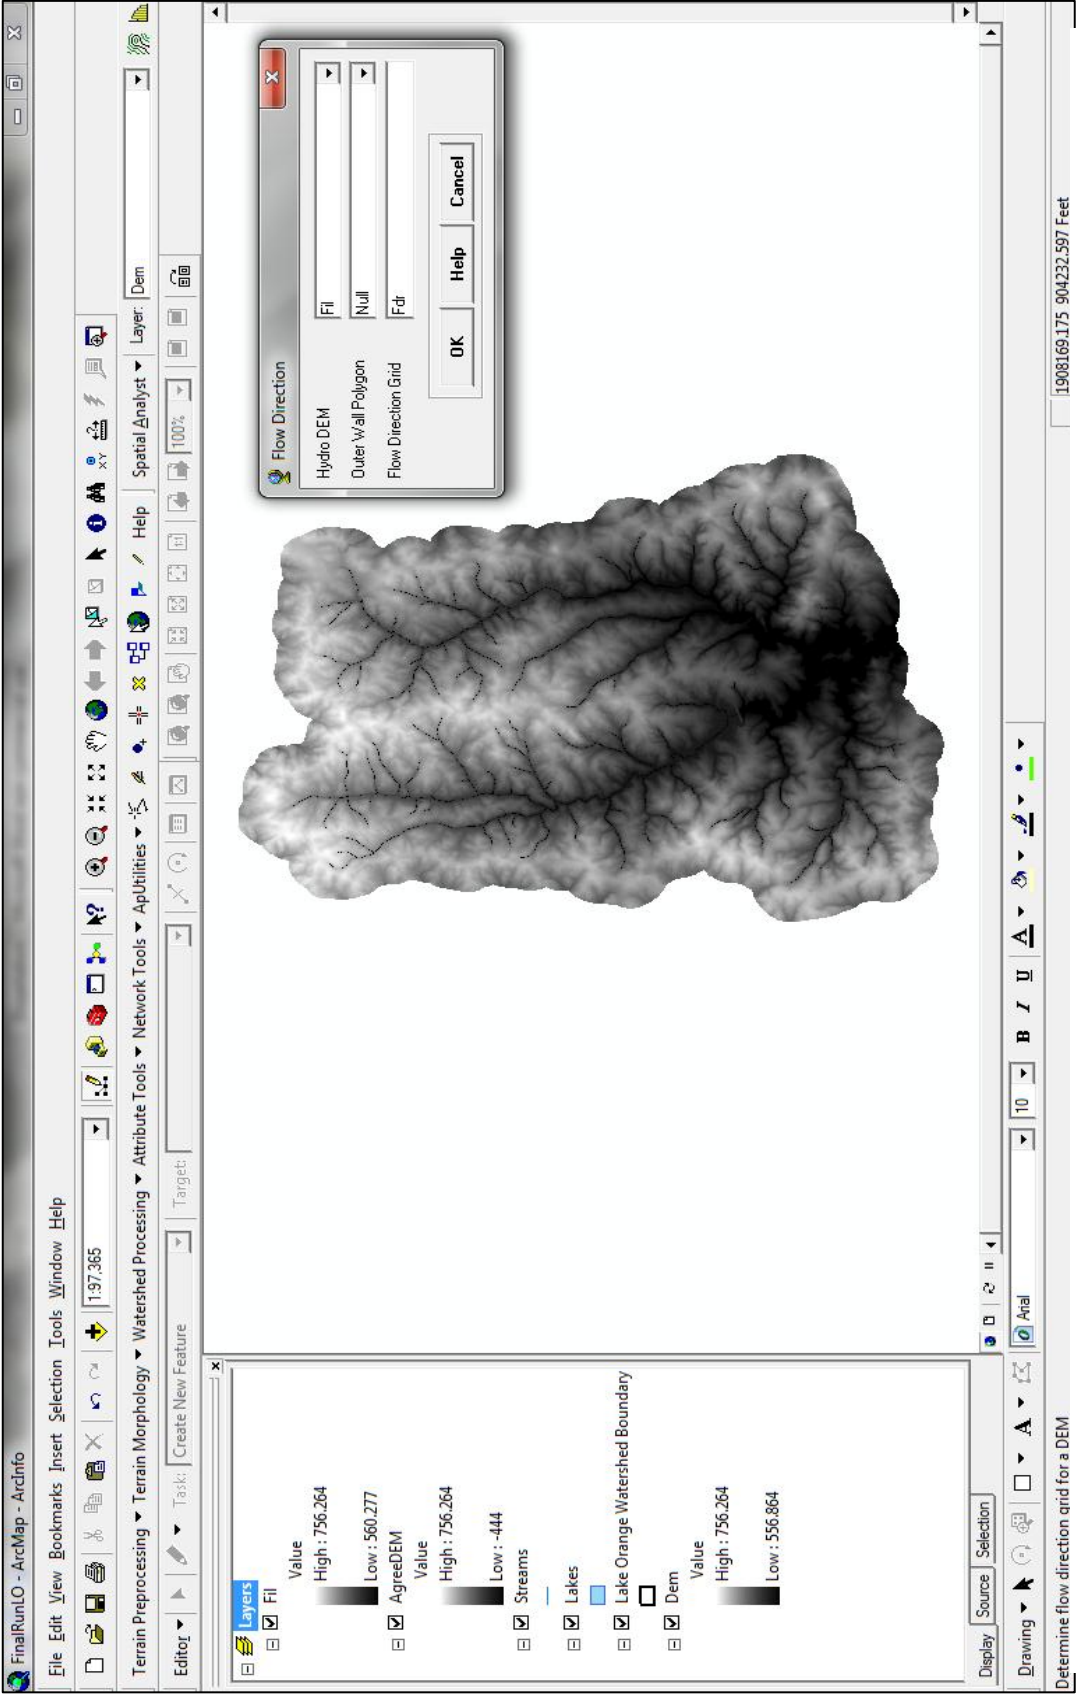 FinalRunLO - ArcMap - ArcInfo
File Edit View Bookmarks Insert Selection Tools Window Help
1:97,365
Terrain Preprocessing Terrain Morphology Watershed Processing Attribute Tools Network Tools ApUtilities Help Spatial Analyst Layer: Dem
Editor Task: Create New Feature Target: 100%
Layers
Fil
Value
High : 756.264
Low : 560.277
AgreeDEM
Value
High : 756.264
Low : -444
Streams
Lakes
Lake Orange Watershed Boundary
Dem
Value
High : 756.264
Low : 556.864
Display Source Selection
Flow Direction
Hydro DEM Fil
Outer Wall Polygon Null
Flow Direction Grid Fdr
OK Help Cancel
Drawing A Arial 10 B I U A
Determine flow direction grid for a DEM 1908169.175 904232.597 Feet